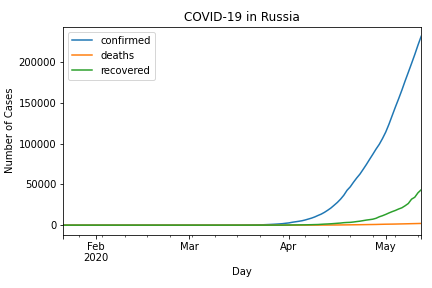 COVID-19 in Russia
confirmed
deaths
recovered
Number of Cases
200000
150000
100000
50000
0
Feb
2020
Mar
Apr
May
Day